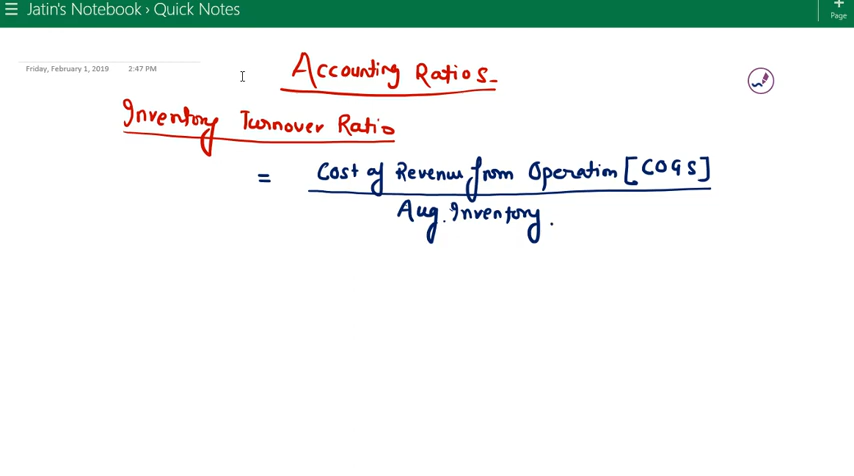 Jatin's Notebook › Quick Notes
Page
Friday, February 1, 2019 2:47 PM
Accounting Ratios
Inventory Turnover Ratio
= Cost of Revenue from Operation [COGS]
Avg. Inventory.